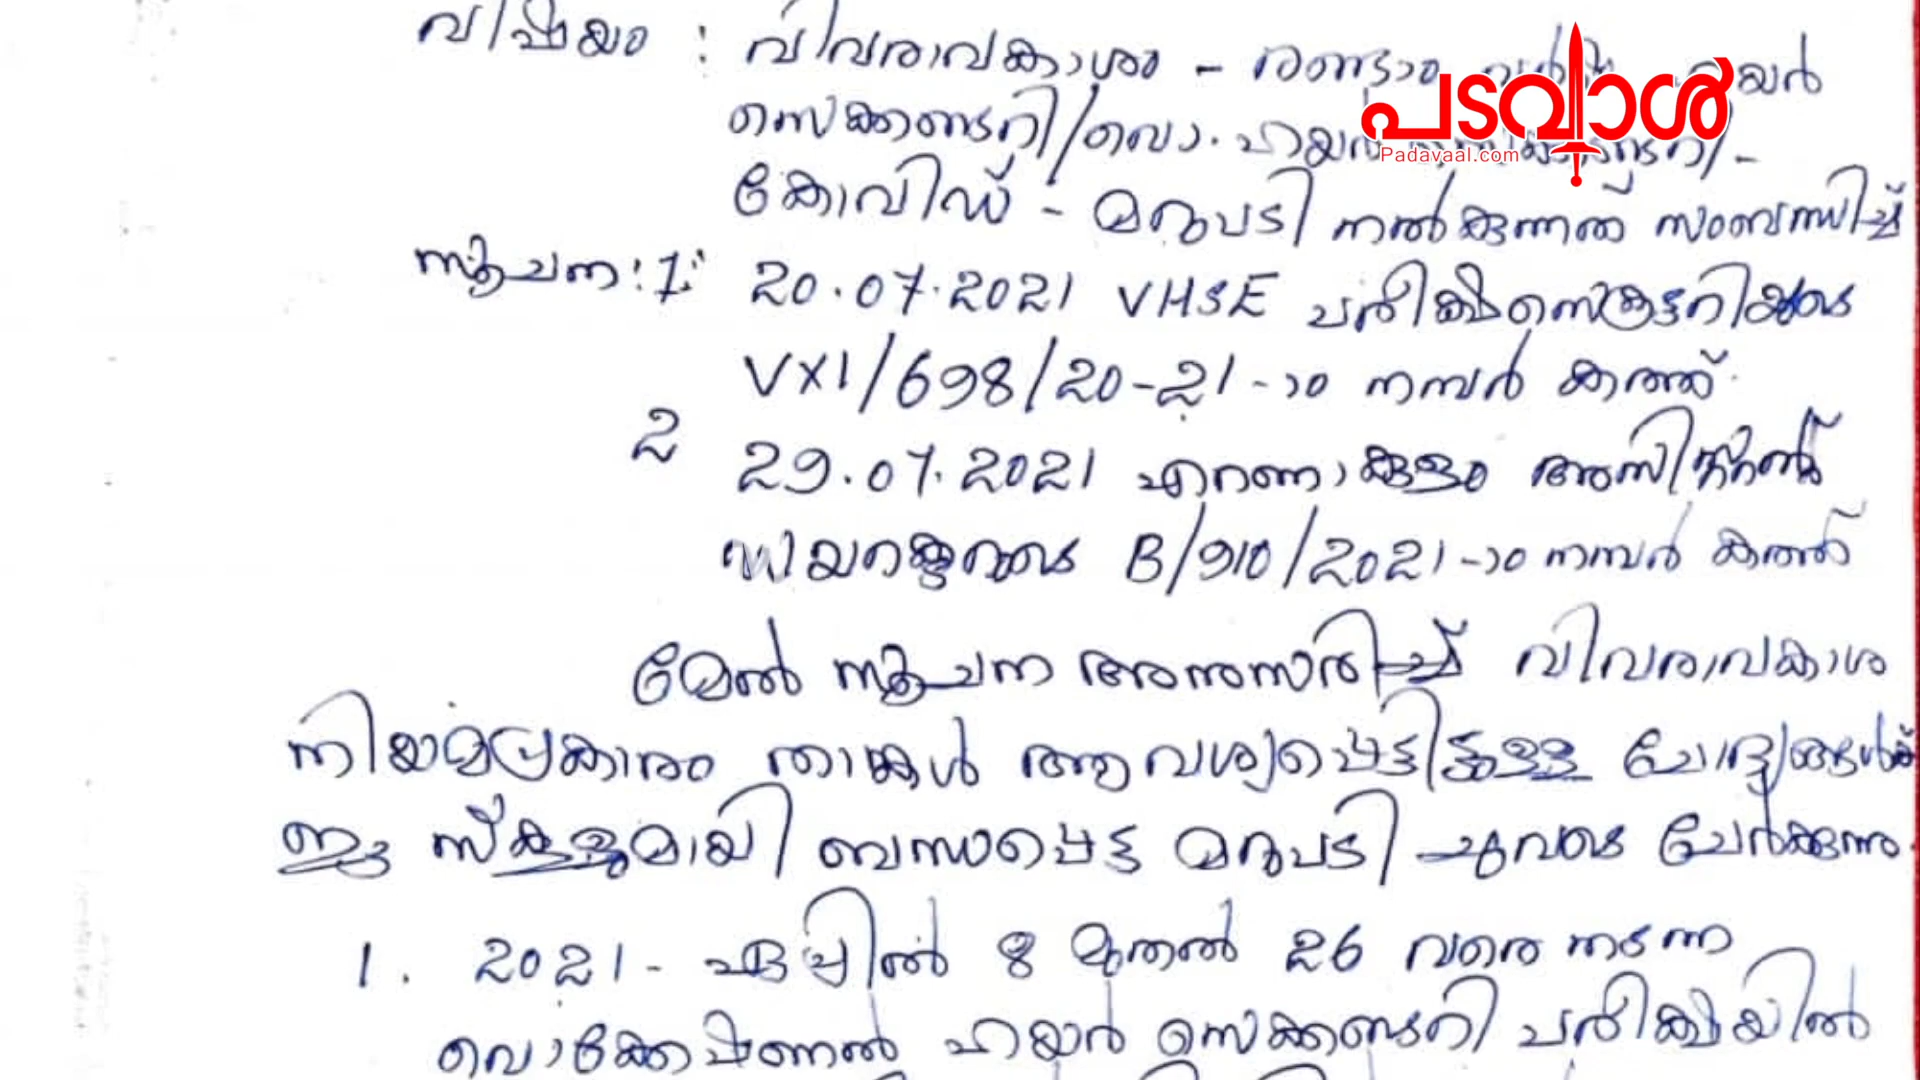 വിഷയം : വിവരാവകാശം - രണ്ടാം വർഷ ഹയർ
സെക്കണ്ടറി/വൊ. ഹയർ സെക്കണ്ടറി -
പടവാൾ
Padavaal.com
കോവിഡ് - മറുപടി നൽകുന്നത് സംബന്ധിച്ച്
സൂചന : 1: 20.07.2021 VHSE പരീക്ഷസെക്രട്ടറിയുടെ
VX1/698/20-21-ാം നമ്പർ കത്ത്.
2 29.07.2021 എറണാകുളം അസിസ്റ്റന്റ്
ഡയറക്ടറുടെ B/910/2021-ാം നമ്പർ കത്ത്
മേൽ സൂചന അനുസരിച്ച് വിവരാവകാശ
നിയമപ്രകാരം താങ്കൾ ആവശ്യപ്പെട്ടിട്ടുള്ള ചോദ്യങ്ങൾക്ക്
ഈ സ്കൂളുമായി ബന്ധപ്പെട്ട മറുപടി ചുവടെ ചേർക്കുന്നു.
1. 2021 - ഏപ്രിൽ 8 മുതൽ 26 വരെ നടന്ന
വൊക്കേഷണൽ ഹയർ സെക്കണ്ടറി പരീക്ഷയിൽ